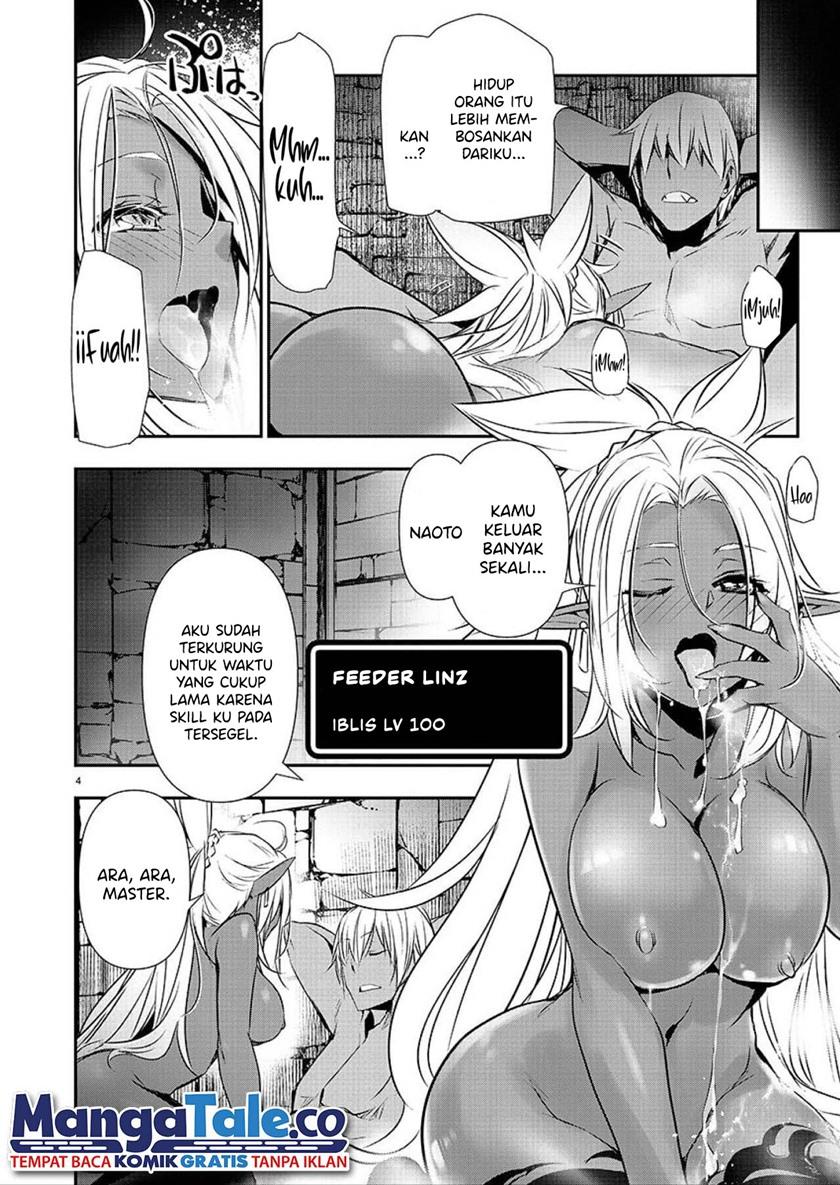 HIDUP
ORANG ITU
LEBIH MEM-
BOSANKAN
DARIKU...
KAN
...?
Mhm...
kuh...
¡Mjuh!
¡Mhm!
ぷはっ
¡¡Fuah!!
Hoo
KAMU
KELUAR
BANYAK
SEKALI...
NAOTO
FEEDER LINZ
IBLIS LV 100
AKU SUDAH
TERKURUNG
UNTUK WAKTU
YANG CUKUP
LAMA KARENA
SKILL KU PADA
TERSEGEL.
4
ARA, ARA,
MASTER.
MangaTale.co
TEMPAT BACA KOMIK GRATIS TANPA IKLAN